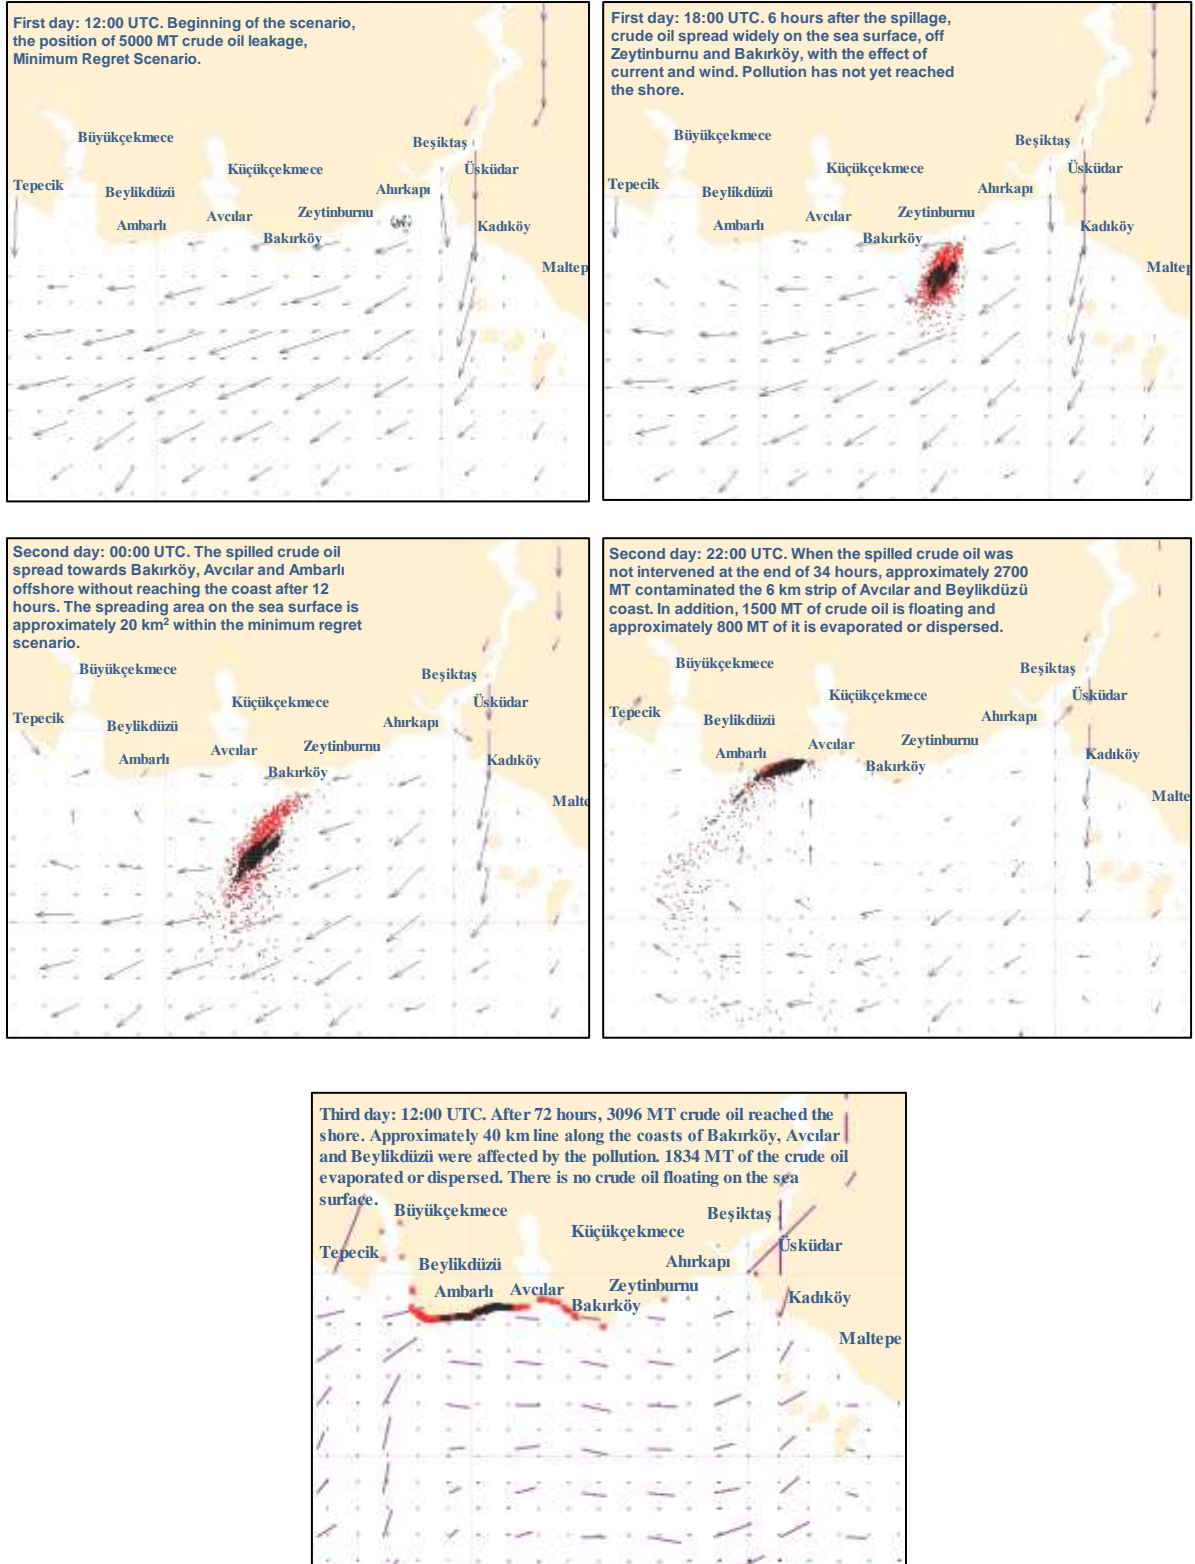 First day: 12:00 UTC. Beginning of the scenario,
the position of 5000 MT crude oil leakage,
Minimum Regret Scenario.
Büyükçekmece
Beşiktaş
Küçükçekmece
Üsküdar
Tepecik
Beylikdüzü
Ahırkapı
Ambarlı
Avcılar
Zeytinburnu
Kadıköy
Bakırköy
Maltep
First day: 18:00 UTC. 6 hours after the spillage,
crude oil spread widely on the sea surface, off
Zeytinburnu and Bakırköy, with the effect of
current and wind. Pollution has not yet reached
the shore.
Büyükçekmece
Beşiktaş
Küçükçekmece
Üsküdar
Tepecik
Beylikdüzü
Ahırkapı
Ambarlı
Avcılar
Zeytinburnu
Kadıköy
Bakırköy
Maltep
Second day: 00:00 UTC. The spilled crude oil
spread towards Bakırköy, Avcılar and Ambarlı
offshore without reaching the coast after 12
hours. The spreading area on the sea surface is
approximately 20 km² within the minimum regret
scenario.
Büyükçekmece
Beşiktaş
Küçükçekmece
Üsküdar
Tepecik
Beylikdüzü
Ahırkapı
Ambarlı
Avcılar
Zeytinburnu
Kadıköy
Bakırköy
Malte
Second day: 22:00 UTC. When the spilled crude oil was
not intervened at the end of 34 hours, approximately 2700
MT contaminated the 6 km strip of Avcılar and Beylikdüzü
coast. In addition, 1500 MT of crude oil is floating and
approximately 800 MT of it is evaporated or dispersed.
Büyükçekmece
Beşiktaş
Küçükçekmece
Üsküdar
Tepecik
Beylikdüzü
Ahırkapı
Ambarlı
Avcılar
Zeytinburnu
Kadıköy
Bakırköy
Malte
Third day: 12:00 UTC. After 72 hours, 3096 MT crude oil reached the
shore. Approximately 40 km line along the coasts of Bakırköy, Avcılar
and Beylikdüzü were affected by the pollution. 1834 MT of the crude oil
evaporated or dispersed. There is no crude oil floating on the sea
surface.
Büyükçekmece
Beşiktaş
Küçükçekmece
Üsküdar
Tepecik
Beylikdüzü
Ahırkapı
Ambarlı
Avcılar
Zeytinburnu
Kadıköy
Bakırköy
Maltepe